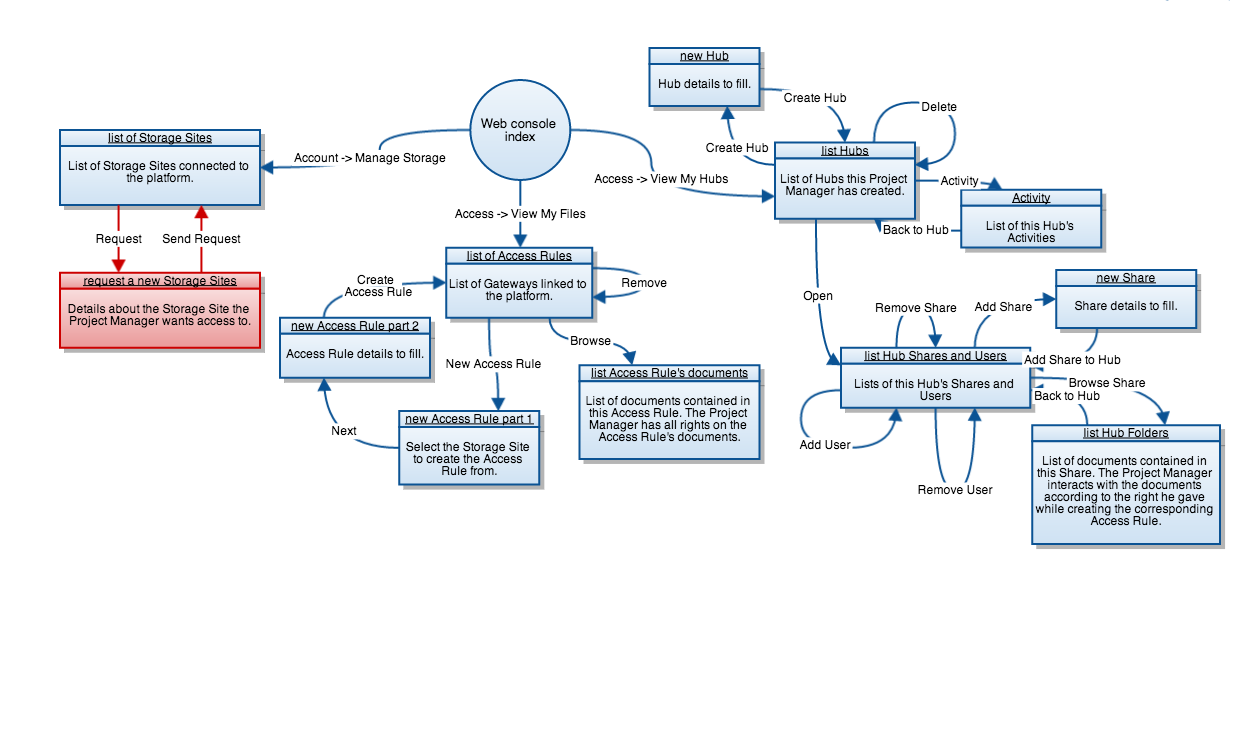 new Hub
Hub details to fill.
Create Hub
Delete
Web console
index
list of Storage Sites
List of Storage Sites connected to
the platform.
Account -> Manage Storage
Create Hub
list Hubs
List of Hubs this Project
Manager has created.
Access -> View My Hubs
Activity
Activity
List of this Hub's
Activities
Back to Hub
Access -> View My Files
Request
Send Request
request a new Storage Sites
Details about the Storage Site the
Project Manager wants access to.
list of Access Rules
List of Gateways linked to
the platform.
Remove
Create
Access Rule
new Access Rule part 2
Access Rule details to fill.
New Access Rule
Browse
list Access Rule's documents
List of documents contained in
this Access Rule. The Project
Manager has all rights on the
Access Rule's documents.
new Access Rule part 1
Select the Storage Site
to create the Access
Rule from.
Next
Open
Remove Share
Add Share
new Share
Share details to fill.
list Hub Shares and Users
Lists of this Hub's Shares and
Users
Add Share to Hub
Browse Share
Back to Hub
Add User
Remove User
list Hub Folders
List of documents contained in
this Share. The Project Manager
interacts with the documents
according to the right he gave
while creating the corresponding
Access Rule.